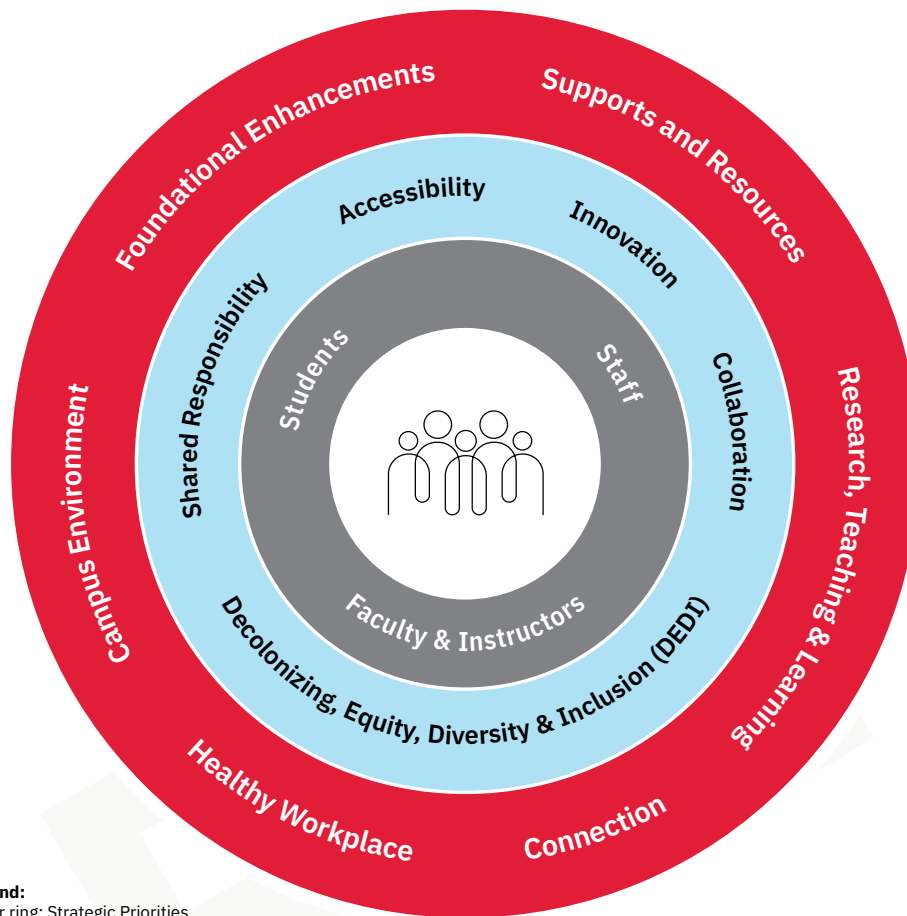 Foundational Enhancements
Supports and Resources
Research, Teaching & Learning
Connection
Healthy Workplace
Campus Environment
Accessibility
Innovation
Collaboration
Decolonizing, Equity, Diversity & Inclusion (DEDI)
Shared Responsibility
Students
Staff
Faculty & Instructors
ring: Strategic Priorities